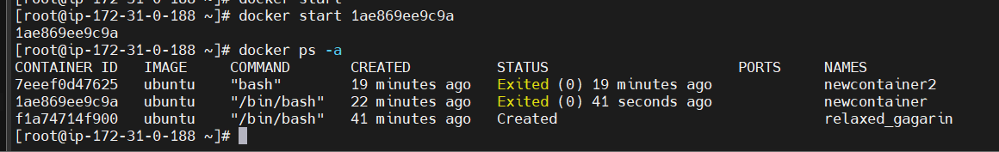 [root@ip-172-31-0-188 ~]# docker start
[root@ip-172-31-0-188 ~]# docker start 1ae869ee9c9a
1ae869ee9c9a
[root@ip-172-31-0-188 ~]# docker ps -a
CONTAINER ID   IMAGE     COMMAND       CREATED          STATUS                      PORTS     NAMES
7eeef0d47625   ubuntu    "bash"        19 minutes ago   Exited (0) 19 minutes ago             newcontainer2
1ae869ee9c9a   ubuntu    "/bin/bash"   22 minutes ago   Exited (0) 41 seconds ago             newcontainer
f1a74714f900   ubuntu    "/bin/bash"   41 minutes ago   Created                               relaxed_gagarin
[root@ip-172-31-0-188 ~]#